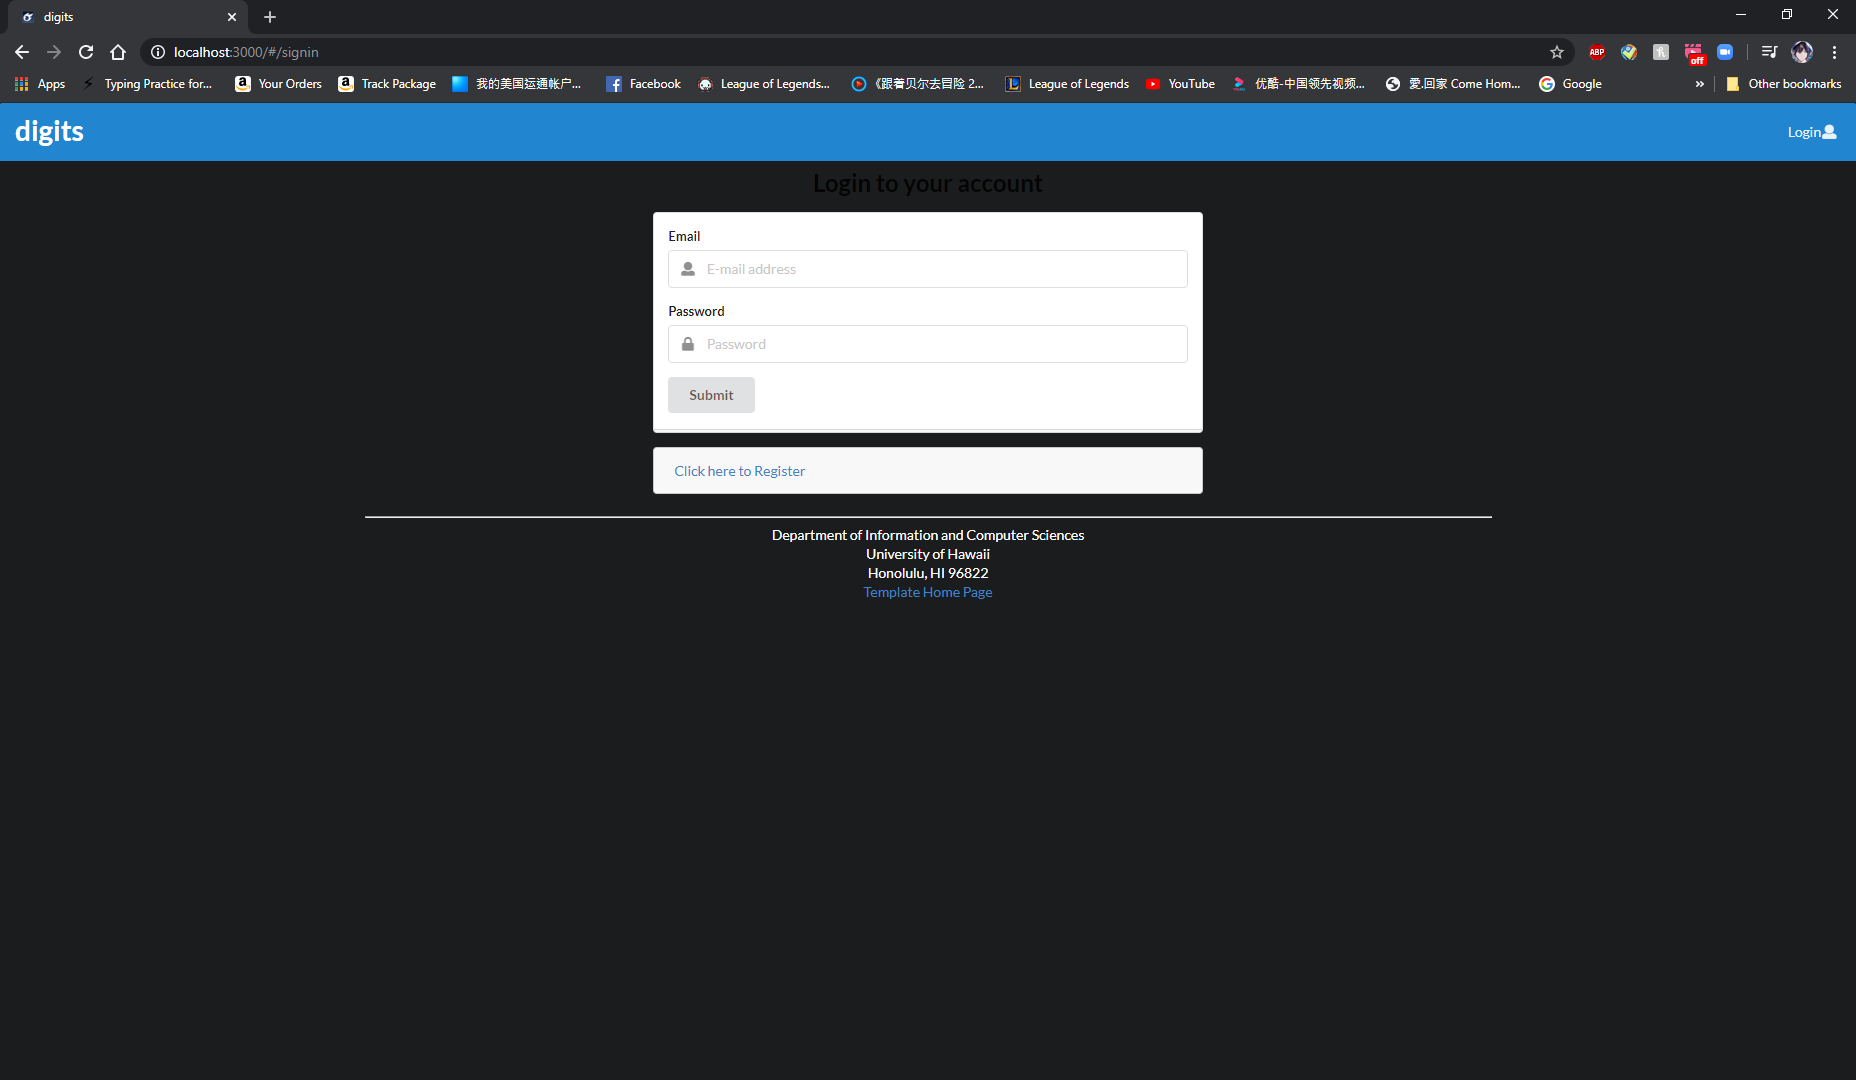 digits
localhost:3000/#/signin
ABP
off
Apps
Typing Practice for...
Your Orders
Track Package
我的美国运通帐户...
Facebook
League of Legends...
《跟着贝尔去冒险 2...
League of Legends
YouTube
优酷-中国领先视频...
愛.回家 Come Hom...
Google
»
Other bookmarks
digits
Login
Login to your account
Email
E-mail address
Password
Password
Submit
Click here to Register
Department of Information and Computer Sciences
University of Hawaii
Honolulu, HI 96822
Template Home Page